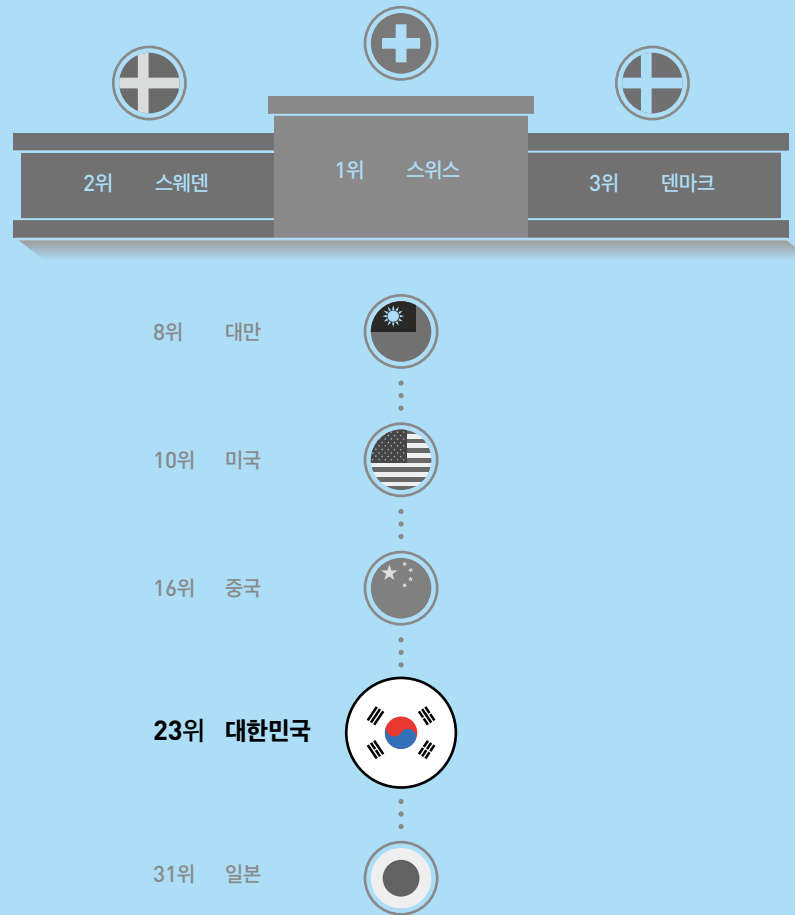 1위 스위스
2위 스웨덴
3위 덴마크
8위 대만
10위 미국
16위 중국
23위 대한민국
31위 일본